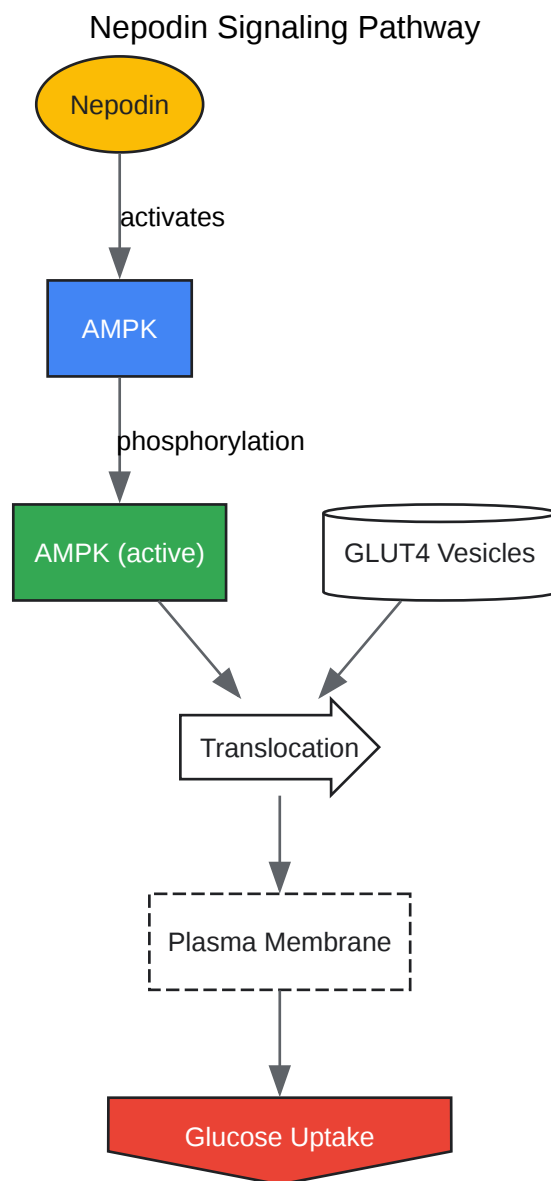 Nepodin Signaling Pathway
Nepodin
activates
AMPK
phosphorylation
AMPK (active)
GLUT4 Vesicles
Translocation
Plasma Membrane
Glucose Uptake